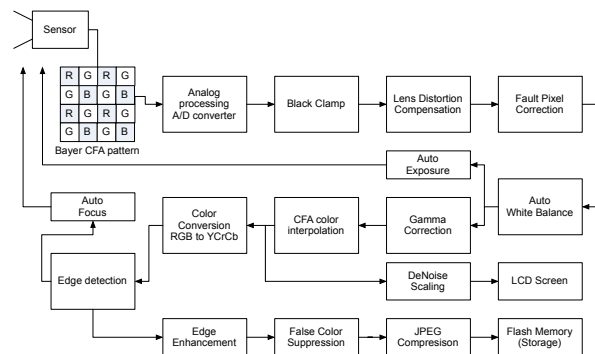 Sensor
R G R G
G B G B
R G R G
G B G B
Bayer CFA pattern
Analog
processing
A/D converter
Black Clamp
Lens Distortion
Compensation
Fault Pixel
Correction
Auto
Exposure
Auto
Focus
Color
Conversion
RGB to YCrCb
CFA color
interpolation
Gamma
Correction
Auto
White Balance
Edge detection
DeNoise
Scaling
LCD Screen
Edge
Enhancement
False Color
Suppression
JPEG
Compresison
Flash Memory
(Storage)